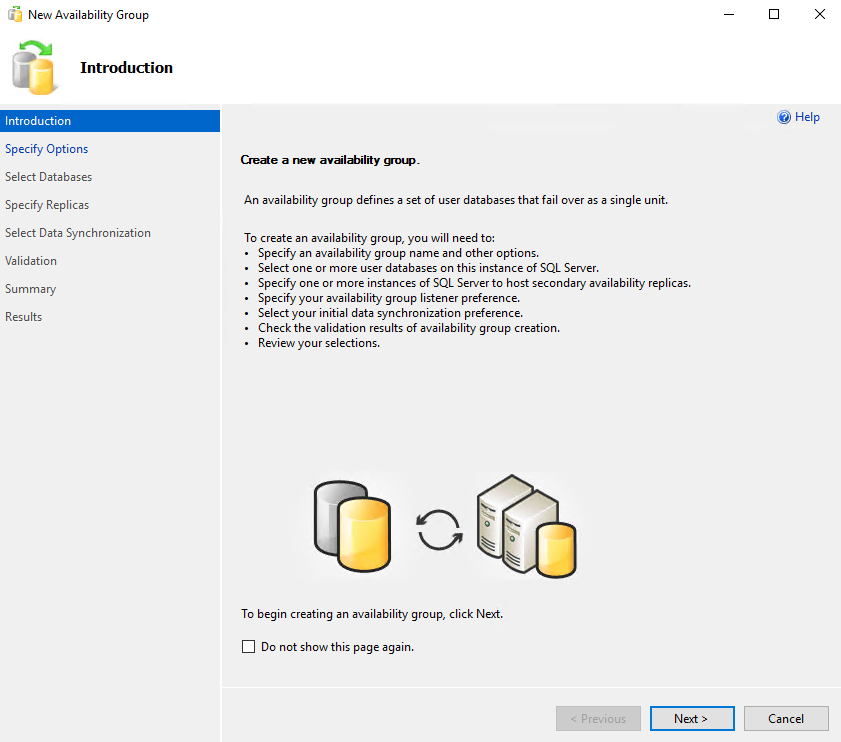 New Availability Group
Introduction
Introduction
Specify Options
Select Databases
Specify Replicas
Select Data Synchronization
Validation
Summary
Results
Help
Create a new availability group.
An availability group defines a set of user databases that fail over as a single unit.
To create an availability group, you will need to:
• Specify an availability group name and other options.
• Select one or more user databases on this instance of SQL Server.
• Specify one or more instances of SQL Server to host secondary availability replicas.
• Specify your availability group listener preference.
• Select your initial data synchronization preference.
• Check the validation results of availability group creation.
• Review your selections.
To begin creating an availability group, click Next.
Do not show this page again.
< Previous
Next >
Cancel